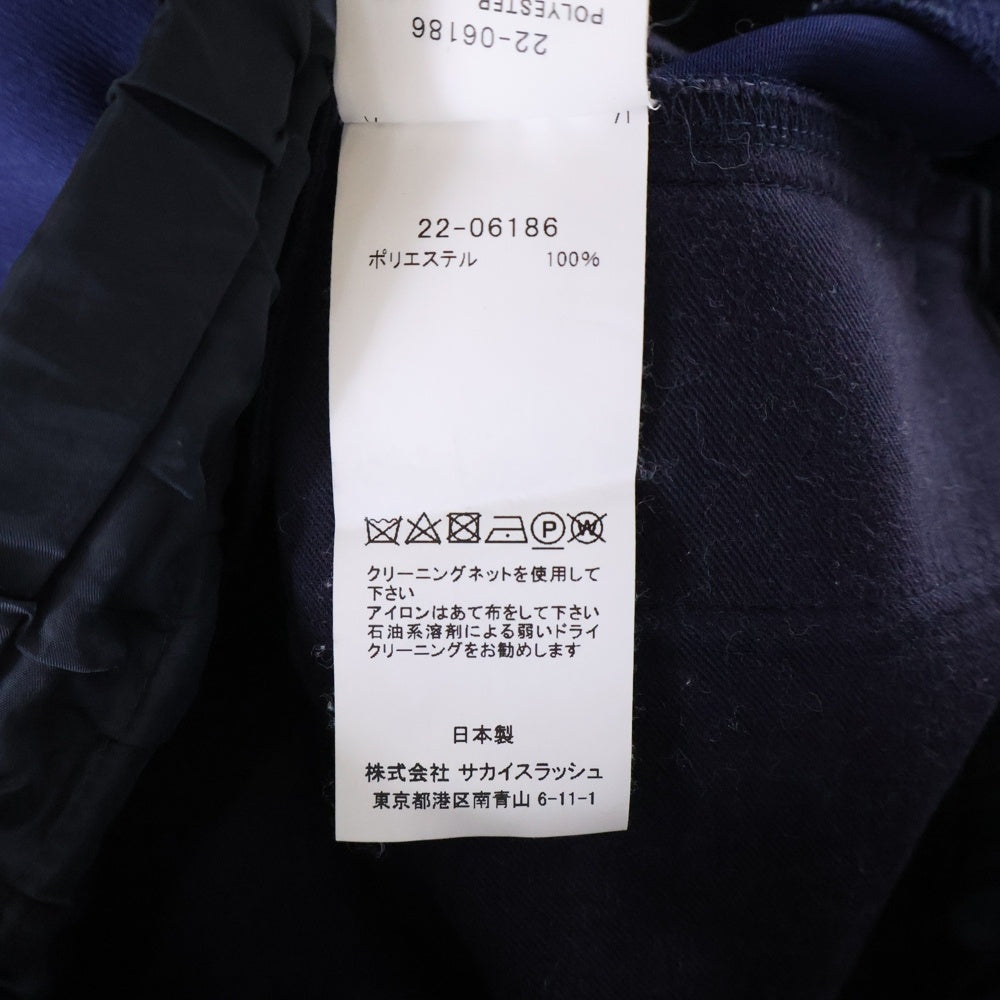 POLYESTER
22-06186
22-06186
ポリエステル 100%
P W
クリーニングネットを使用して
下さい
アイロンはあて布をして下さい
石油系溶剤による弱いドライ
クリーニングをお勧めします
日本製
株式会社 サカイスラッシュ
東京都港区南青山 6-11-1